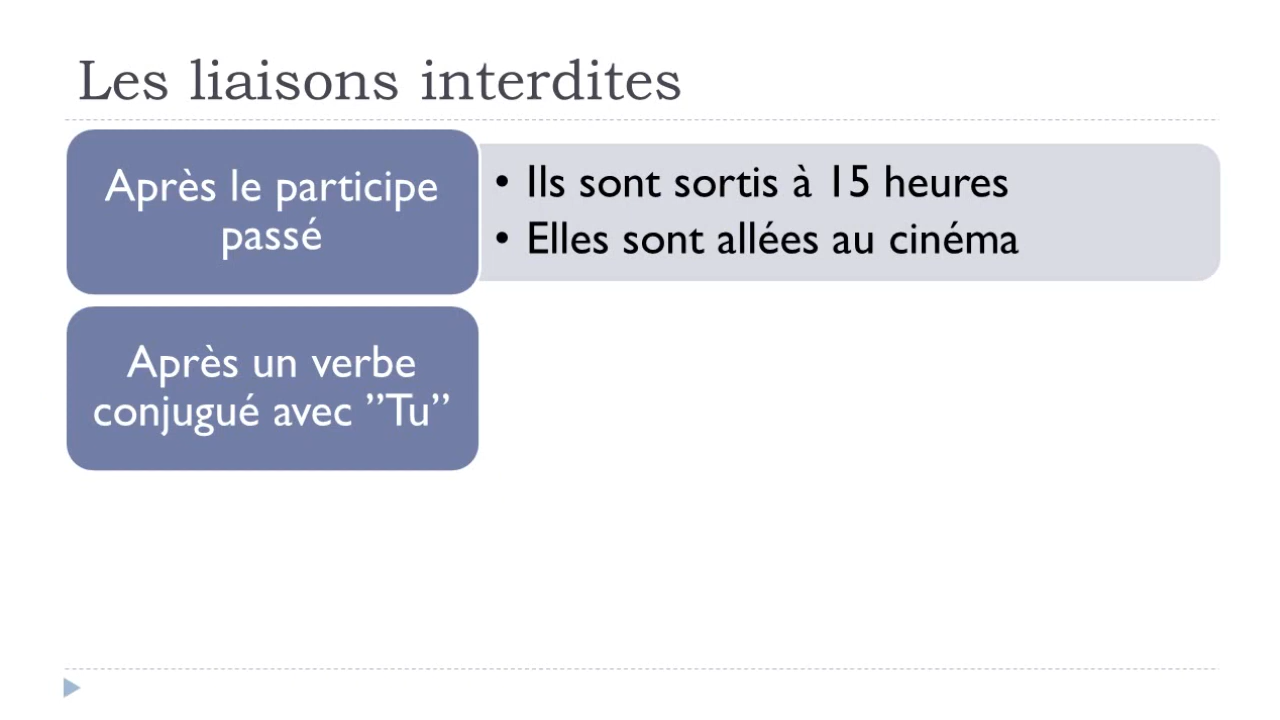 Les liaisons interdites
Après le participe
passé
• Ils sont sortis à 15 heures
• Elles sont allées au cinéma
Après un verbe
conjugué avec ”Tu”